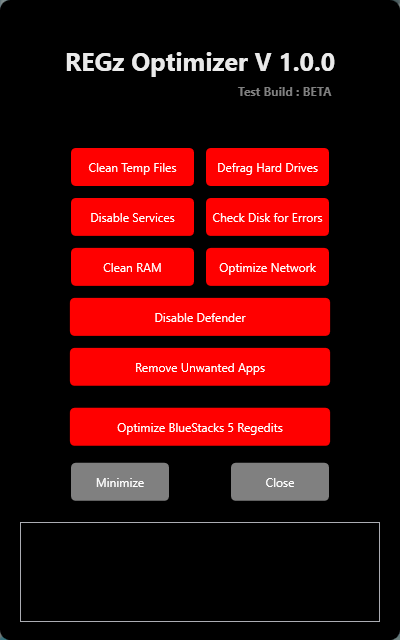 REGz Optimizer V 1.0.0
Test Build : BETA
Clean Temp Files
Defrag Hard Drives
Disable Services
Check Disk for Errors
Clean RAM
Optimize Network
Disable Defender
Remove Unwanted Apps
Optimize BlueStacks 5 Regedits
Minimize
Close